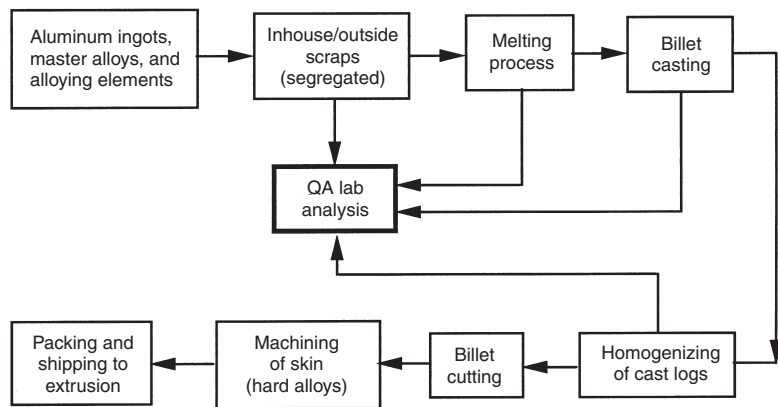 Aluminum ingots,
master alloys, and
alloying elements
Inhouse/outside
scraps
(segregated)
Melting
process
Billet
casting
QA lab
analysis
Packing and
shipping to
extrusion
Machining
of skin
(hard alloys)
Billet
cutting
Homogenizing
of cast logs